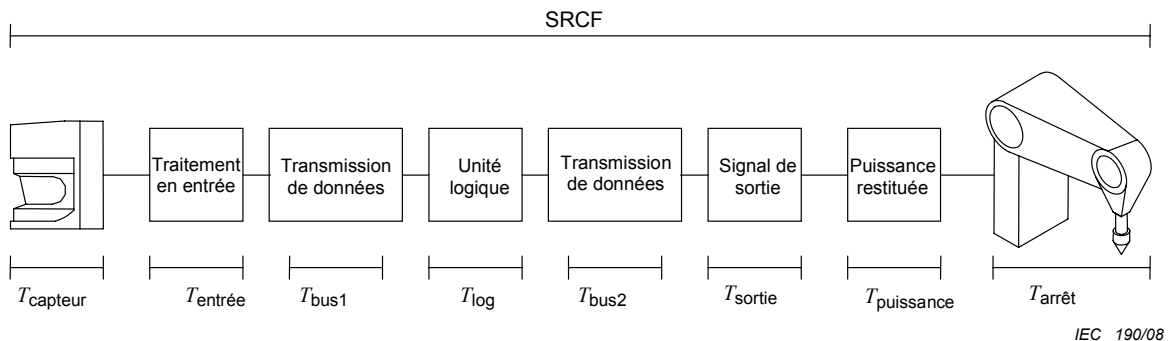 SRCF
Traitement
en entrée
Transmission
de données
Unité
logique
Transmission
de données
Signal de
sortie
Puissance
restituée
Tcapteur
Tentrée
Tbus1
Tlog
Tbus2
Tsortie
Tpuissance
Tarrêt
IEC 190/08